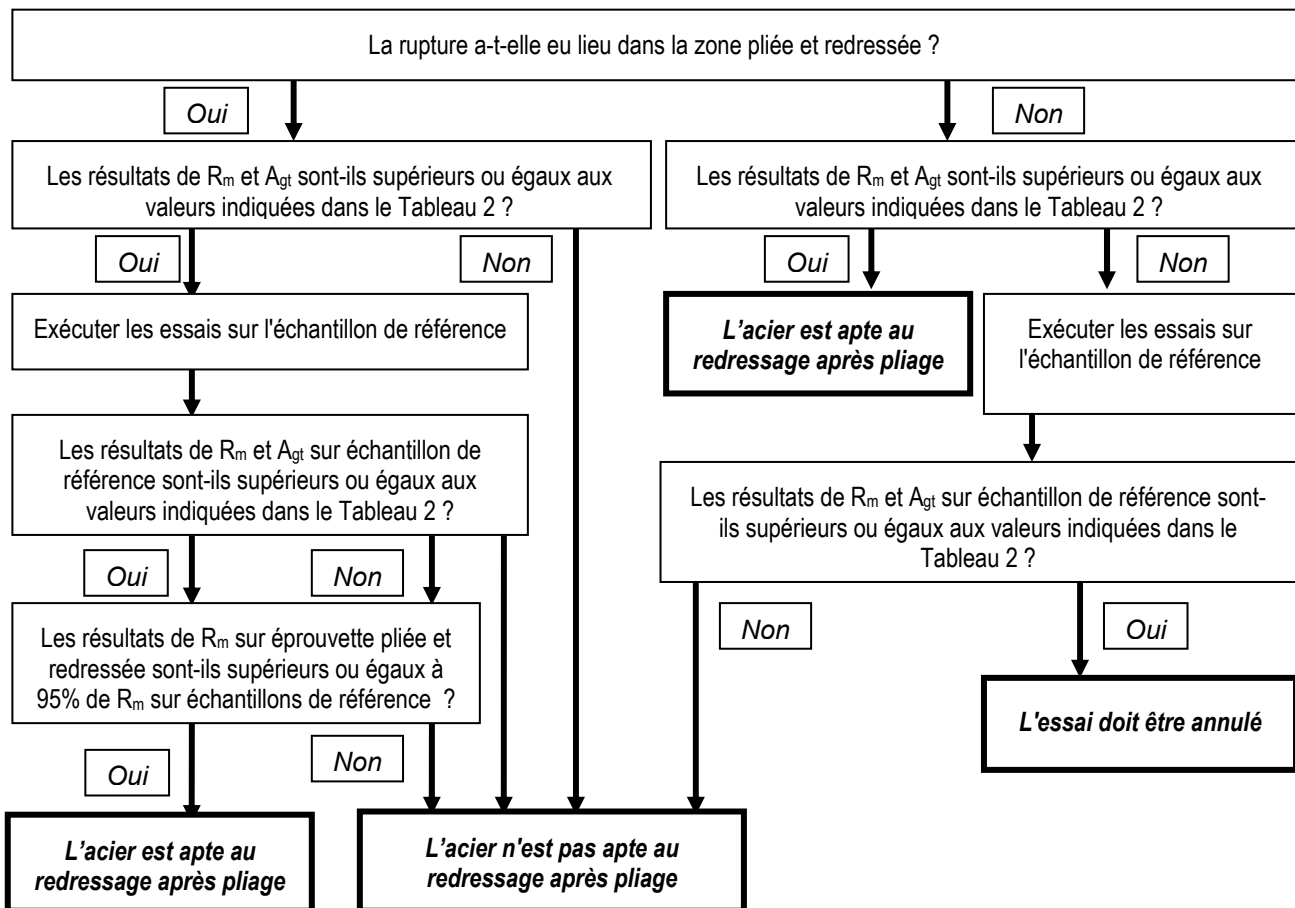 La rupture a-t-elle eu lieu dans la zone pliée et redressée ?
Oui
Non
Les résultats de Rm et Agt sont-ils supérieurs ou égaux aux
valeurs indiquées dans le Tableau 2 ?
Les résultats de Rm et Agt sont-ils supérieurs ou égaux aux
valeurs indiquées dans le Tableau 2 ?
Oui
Non
Oui
Non
Exécuter les essais sur l'échantillon de référence
L'acier est apte au
redressage après pliage
Exécuter les essais sur
l'échantillon de référence
Les résultats de Rm et Agt sur échantillon de
référence sont-ils supérieurs ou égaux aux
valeurs indiquées dans le Tableau 2 ?
Les résultats de Rm et Agt sur échantillon de référence sont-
ils supérieurs ou égaux aux valeurs indiquées dans le
Tableau 2 ?
Oui
Non
Non
Oui
Les résultats de Rm sur éprouvette pliée et
redressée sont-ils supérieurs ou égaux à
95% de Rm sur échantillons de référence ?
L'essai doit être annulé
Oui
Non
L'acier est apte au
redressage après pliage
L'acier n'est pas apte au
redressage après pliage